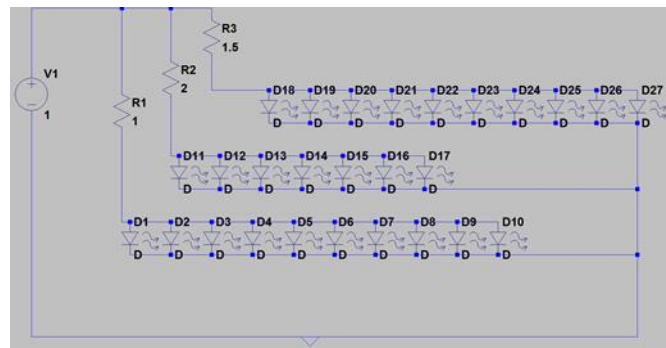 R3
1.5
V1
R2
2
1
R1
1
D18 D19 D20 D21 D22 D23 D24 D25 D26 D27
D D D D D D D D D D
D11 D12 D13 D14 D15 D16 D17
D D D D D D D
D1 D2 D3 D4 D5 D6 D7 D8 D9 D10
D D D D D D D D D D